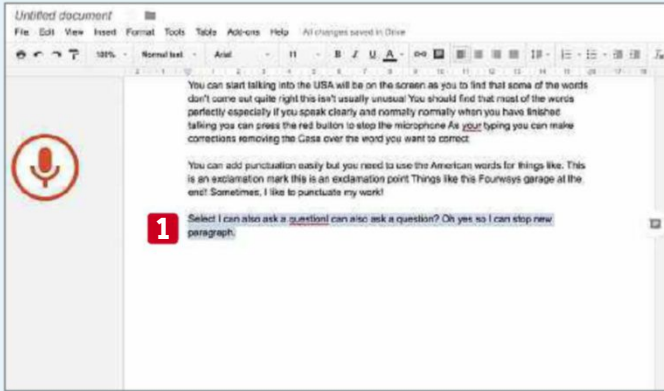 Untitled document
File Edit View Insert Format Tools Table Add-ons Help All changes saved in Drive
100% Normal text Arial 11 B I U A
You can start talking into the USA will be on the screen as you to find that some of the words
don't come out quite right this isn't usually unusual You should find that most of the words
perfectly especially if you speak clearly and normally normally when you have finished
talking you can press the red button to stop the microphone As your typing you can make
corrections removing the Casa over the word you want to correct
You can add punctuation easily but you need to use the American words for things like. This
is an exclamation mark this is an exclamation point Things like this Fourways garage at the
end! Sometimes, I like to punctuate my work!
1
Select I can also ask a questionI can also ask a question? Oh yes so I can stop new
paragraph.